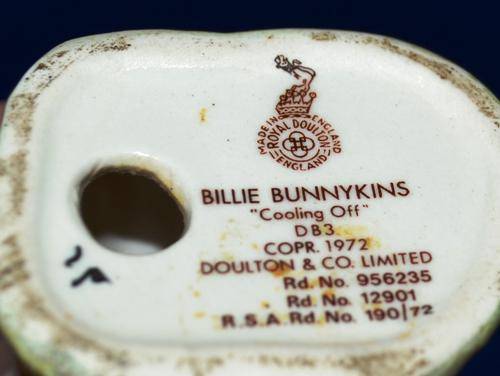 MADE IN ENGLAND
ROYAL DOULTON
ENGLAND
BILLIE BUNNYKINS
"Cooling Off"
DB3
COPR. 1972
DOULTON & CO. LIMITED
Rd. No. 956235
Rd. No. 12901
R.S.A. Rd. No. 190/72